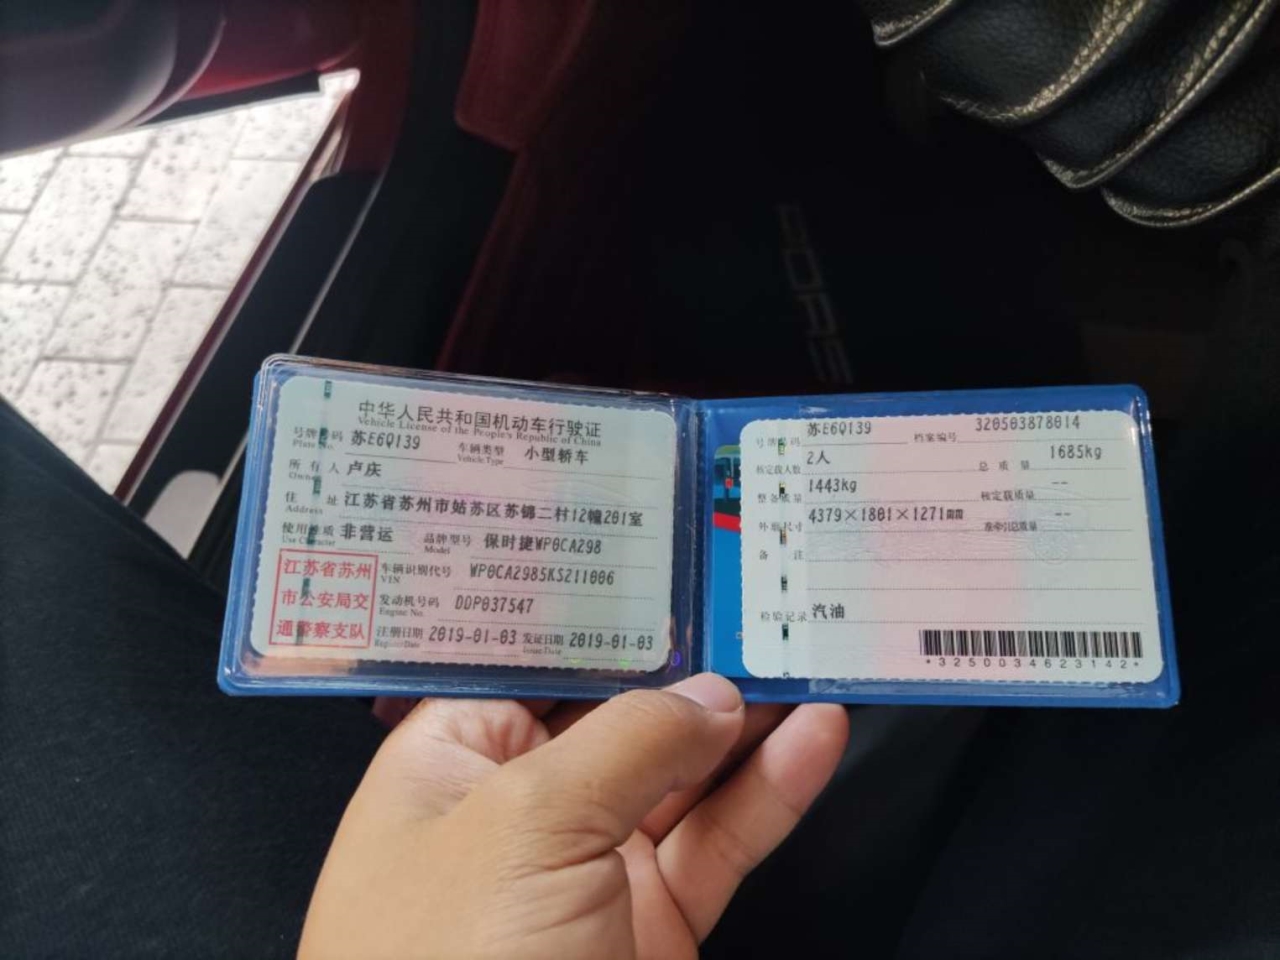 中华人民共和国机动车行驶证
Vehicle License of the People's Republic of China
号牌号码 苏E6Q139 车辆类型 小型轿车
Plate No. Vehicle Type
所有人 卢庆
Owner
住址 江苏省苏州市姑苏区苏锦二村12幢201室
Address
使用性质 非营运 品牌型号 保时捷WP0CA298
Use Character Model
江苏省苏州
市公安局交
通警察支队
车辆识别代号 WP0CA2985KS211006
VIN
发动机号码 DDP037547
Engine No.
注册日期 2019-01-03 发证日期 2019-01-03
Register Date Issue Date
号牌号码 苏E6Q139 档案编号 320503878014
核定载人数 2人 总质量 1685kg
整备质量 1443kg 核定载质量 --
外廓尺寸 4379×1801×1271mm 准牵引总质量 --
备注
检验记录 汽油
*3250034623142*
PORS